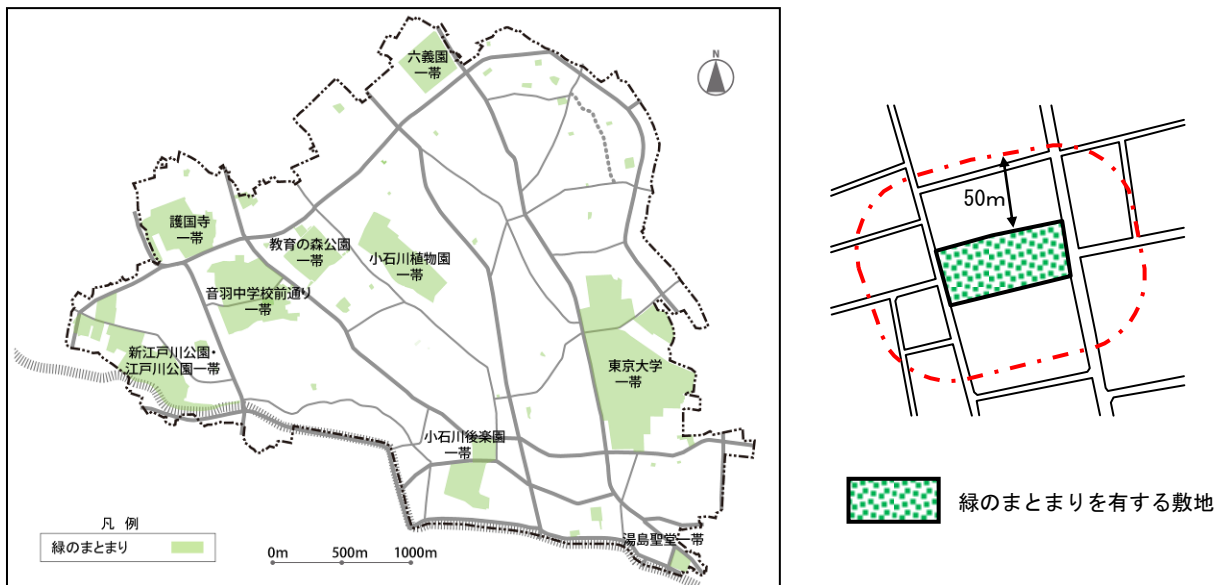 六義園
一帯
N
護国寺
一帯
教育の森公園
一帯
小石川植物園
一帯
音羽中学校前通り
一帯
新江戸川公園・
江戸川公園一帯
東京大学
一帯
小石川後楽園
一帯
湯島聖堂一帯
凡 例
緑のまとまり
0m 500m 1000m
50m
緑のまとまりを有する敷地